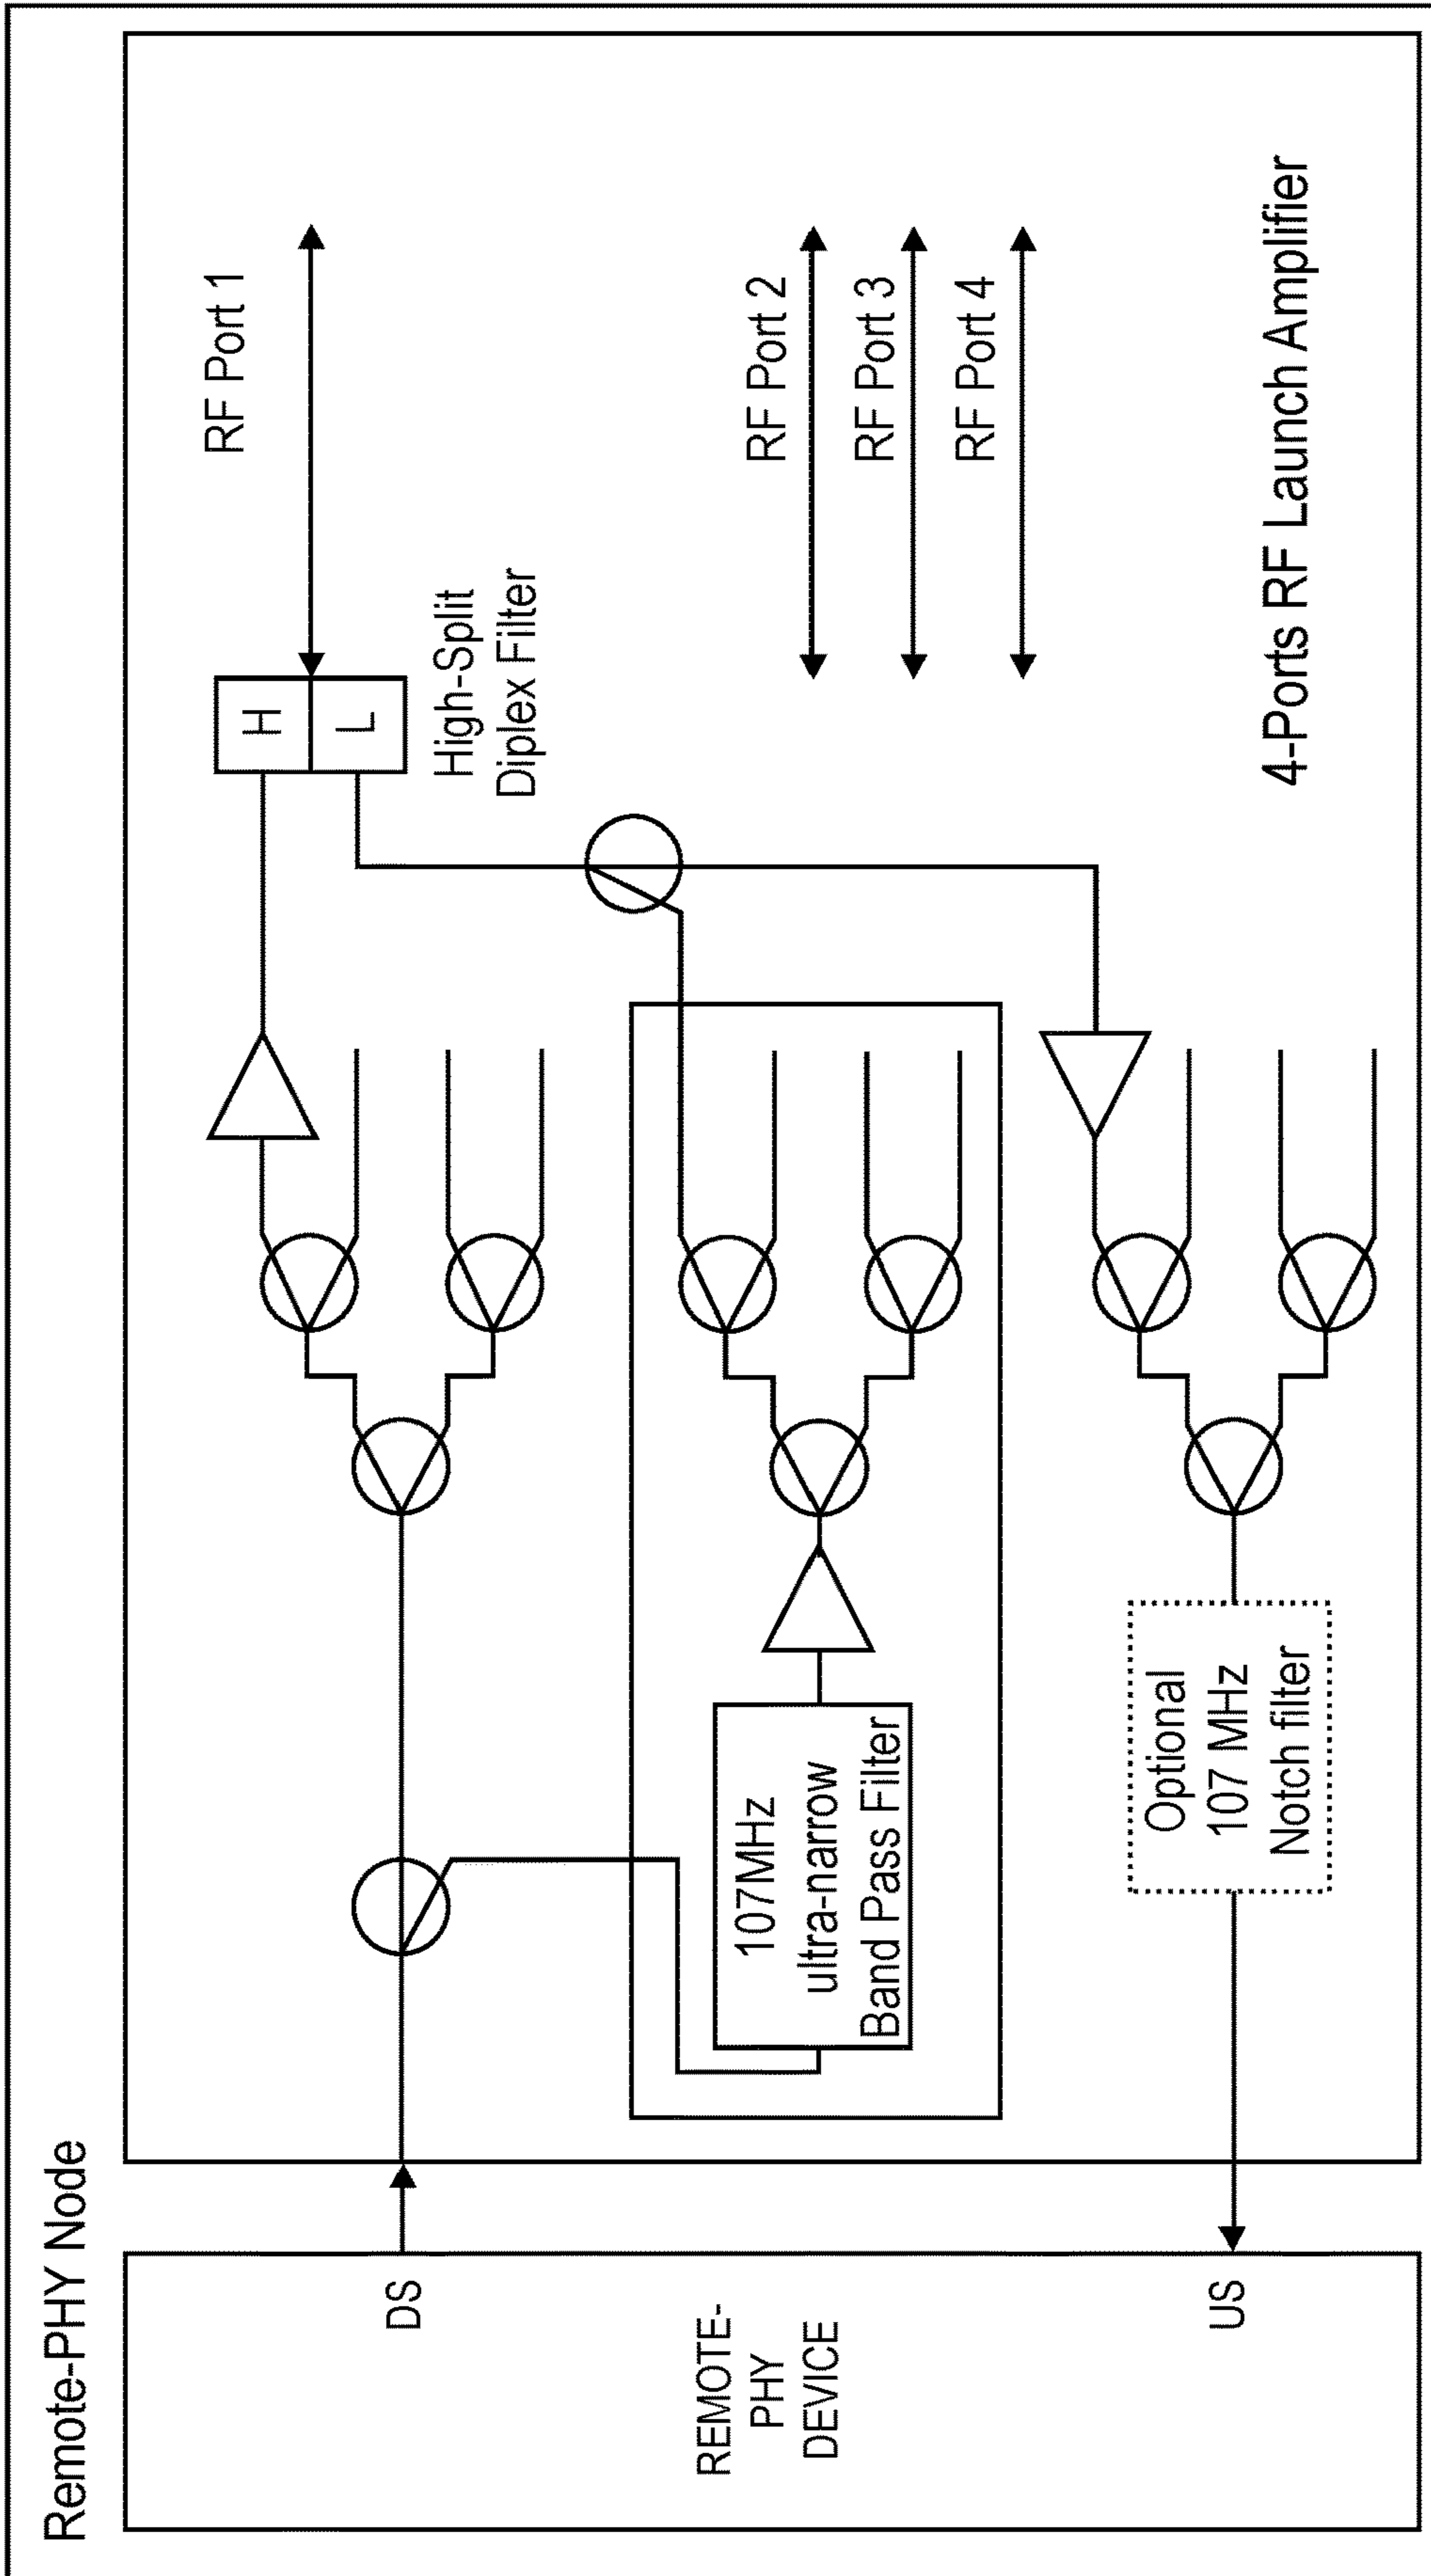 Remote-PHY Node
DS
REMOTE-
PHY
DEVICE
US
107MHz
ultra-narrow
Band Pass Filter
Optional
107 MHz
Notch filter
H
L
High-Split
Diplex Filter
RF Port 1
RF Port 2
RF Port 3
RF Port 4
4-Ports RF Launch Amplifier